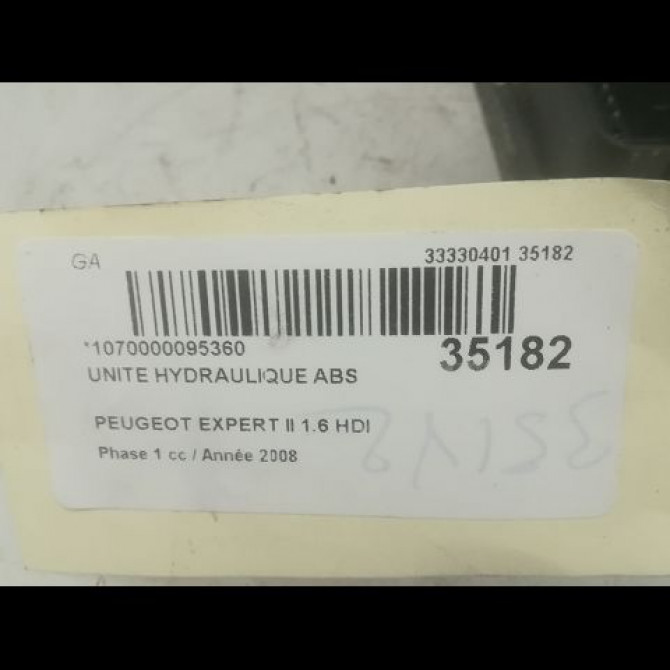 GA 33330401 35182
*1070000095360 35182
UNITE HYDRAULIQUE ABS
PEUGEOT EXPERT II 1.6 HDI
Phase 1 cc / Année 2008